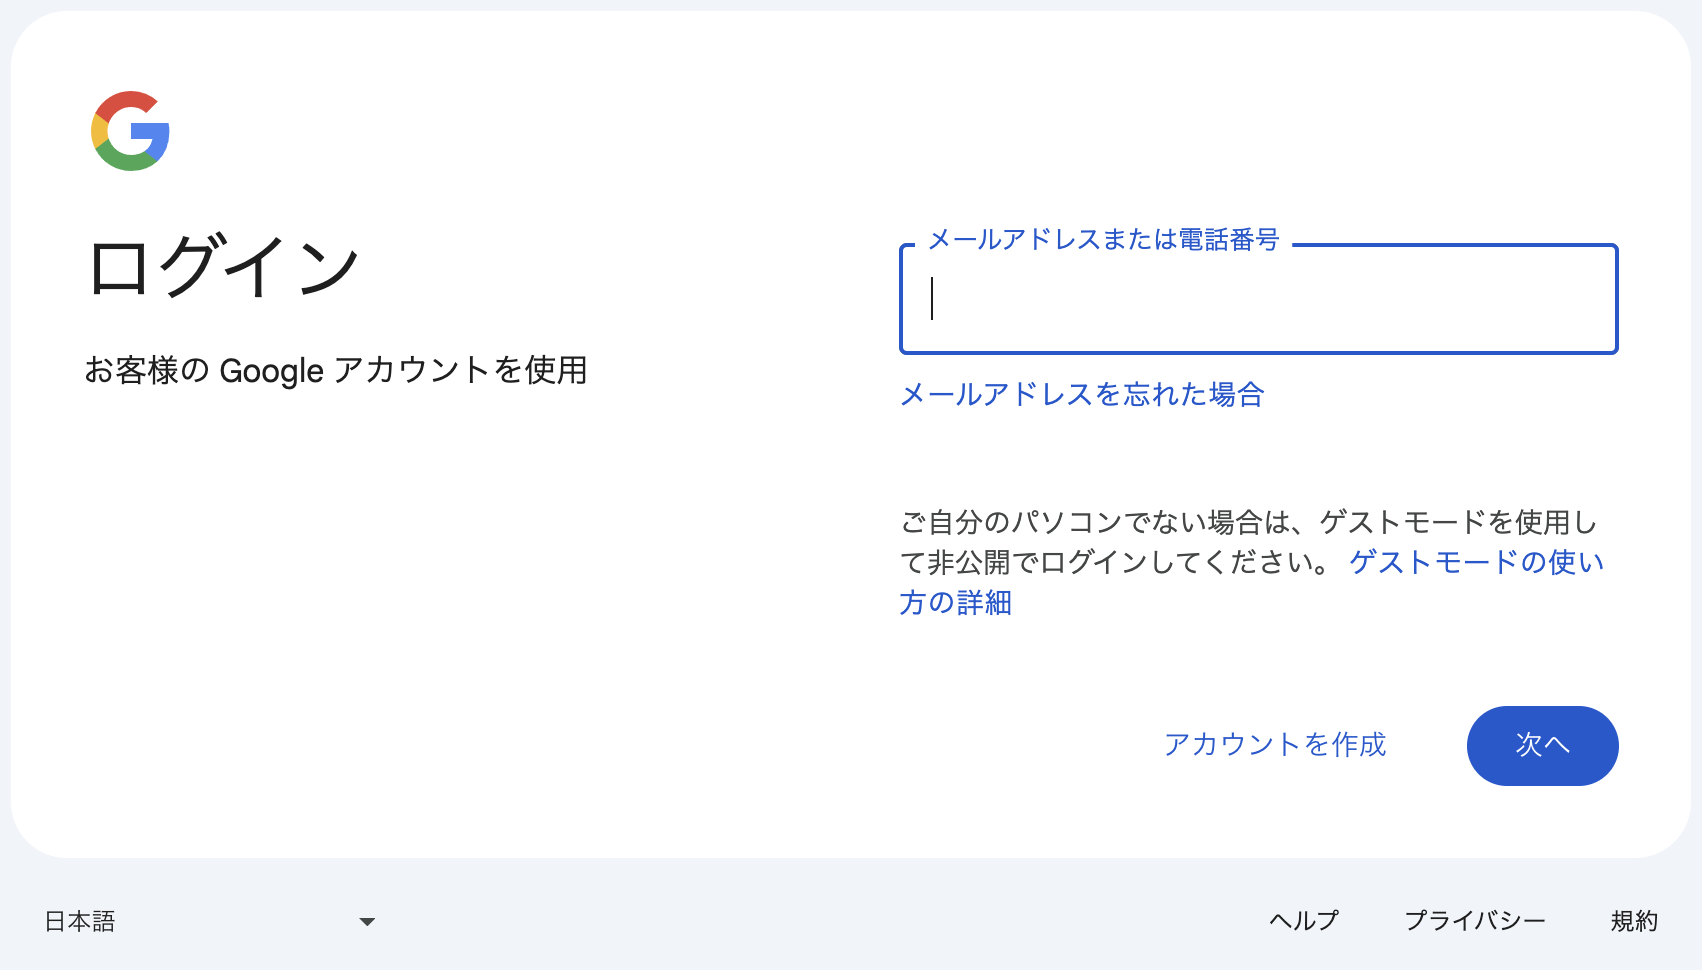 ログイン
お客様の Google アカウントを使用
メールアドレスまたは電話番号
メールアドレスを忘れた場合
ご自分のパソコンでない場合は、ゲストモードを使用し
て非公開でログインしてください。 ゲストモードの使い
方の詳細
アカウントを作成
次へ
日本語
ヘルプ
プライバシー
規約